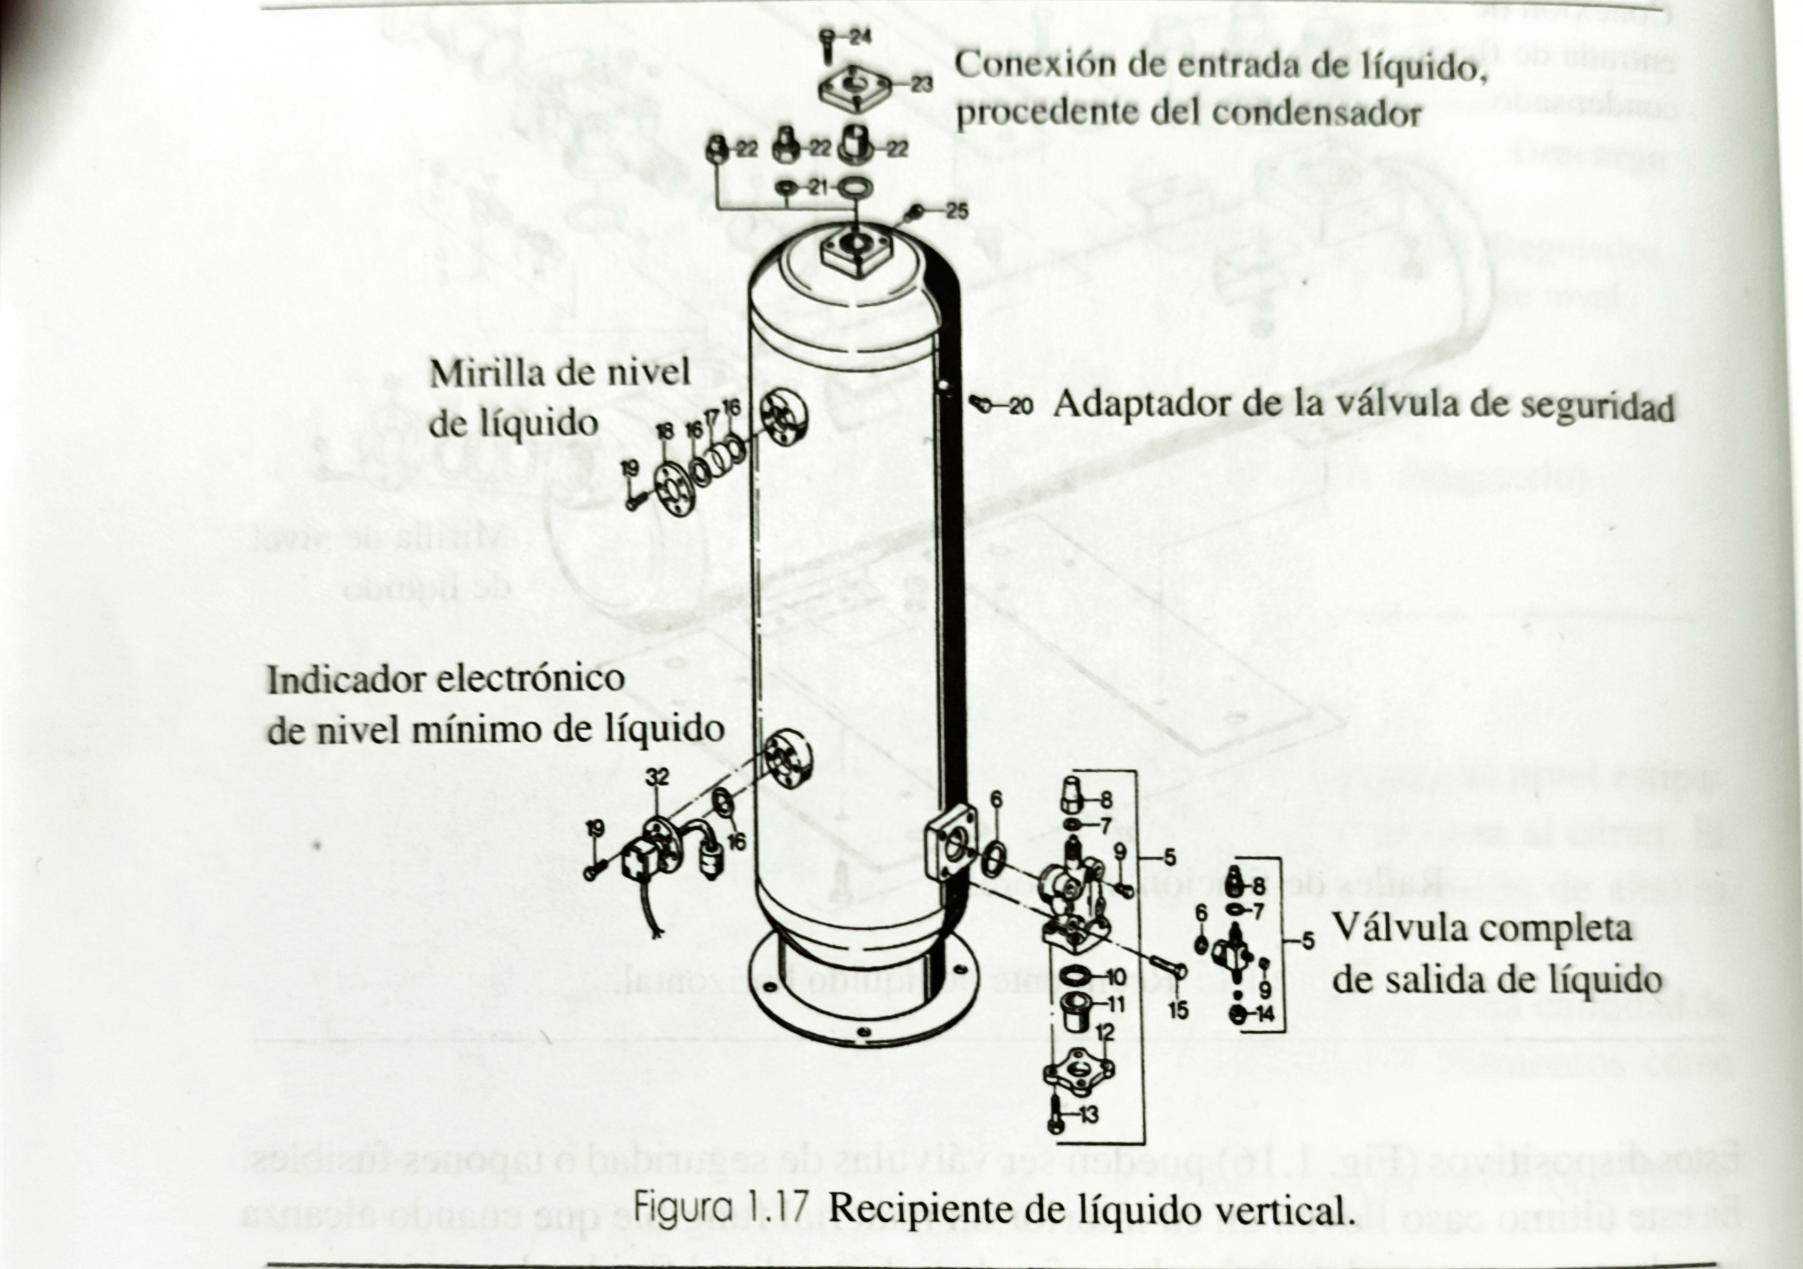 24
Conexión de entrada de líquido,
23
procedente del condensador
22 22 22
21
25
Mirilla de nivel
de líquido
16
17
16
18
19
20 Adaptador de la válvula de seguridad
Indicador electrónico
de nivel mínimo de líquido
32
19
16
6
8
7
9
5
8
7
6
5
9
14
Válvula completa
de salida de líquido
10
11
15
12
13
Figura 1.17 Recipiente de líquido vertical.